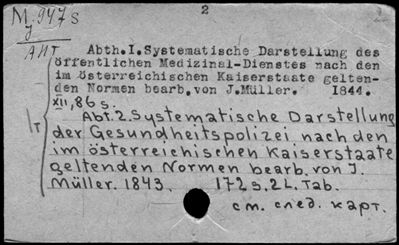 2
M 947s
y
АНТ
Abth.I.Systematische Darstellung des
öffentlichen Medizinal-Dienstes nach den
im österreichischen Kaiserstaate gelten-
den Normen bearb.von J.Müller. 1844.
XII,86 s.
Abt.2.Systematische Darstellung
der Gesundheitspolizei nach den
im österreichischen Kaiserstaate
geltenden Normen bearb. von J.
Müller. 1843. 172 s. 2 L. Tab.
см. след. карт.